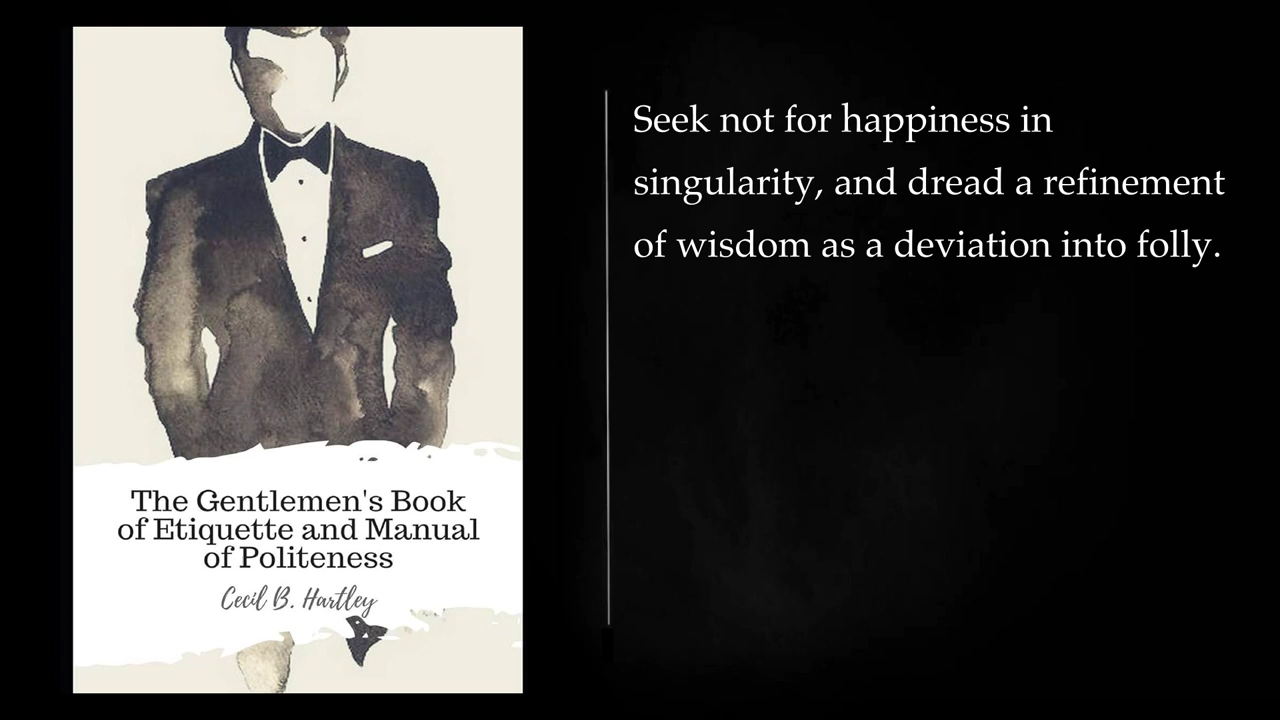 The Gentlemen's Book
of Etiquette and Manual
of Politeness
Cecil B. Hartley
Seek not for happiness in
singularity, and dread a refinement
of wisdom as a deviation into folly.